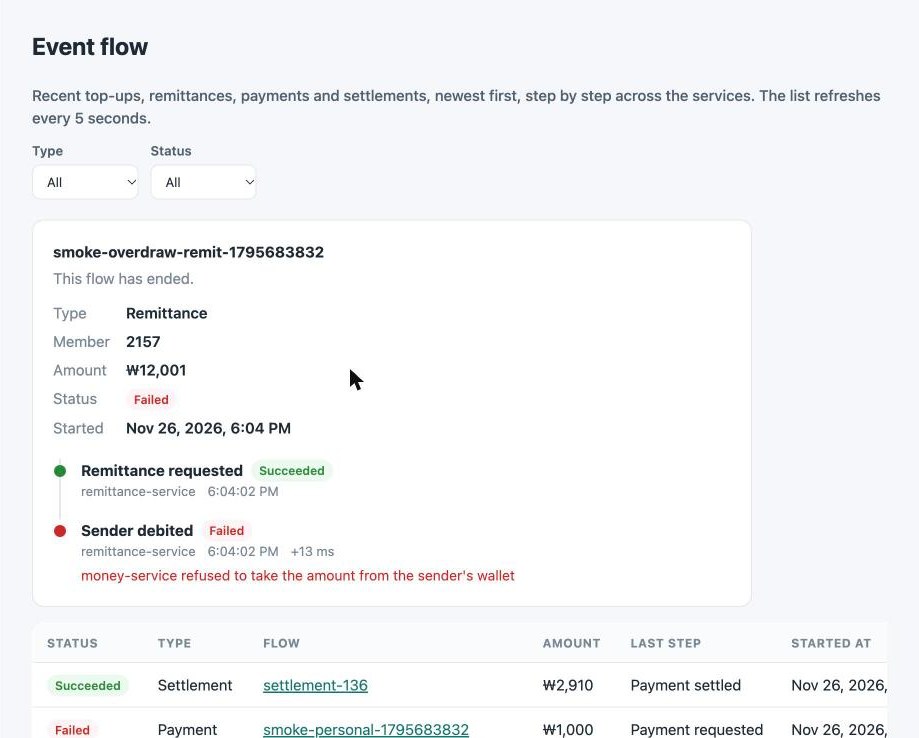 Event flow
Recent top-ups, remittances, payments and settlements, newest first, step by step across the services. The list refreshes
every 5 seconds.
Type Status
All All
smoke-overdraw-remit-1795683832
This flow has ended.
Type Remittance
Member 2157
Amount ₩12,001
Status Failed
Started Nov 26, 2026, 6:04 PM
Remittance requested Succeeded
remittance-service 6:04:02 PM
Sender debited Failed
remittance-service 6:04:02 PM +13 ms
money-service refused to take the amount from the sender's wallet
STATUS TYPE FLOW AMOUNT LAST STEP STARTED AT
Succeeded Settlement settlement-136 ₩2,910 Payment settled Nov 26, 2026,
Failed Payment smoke-personal-1795683832 ₩1,000 Payment requested Nov 26, 2026,